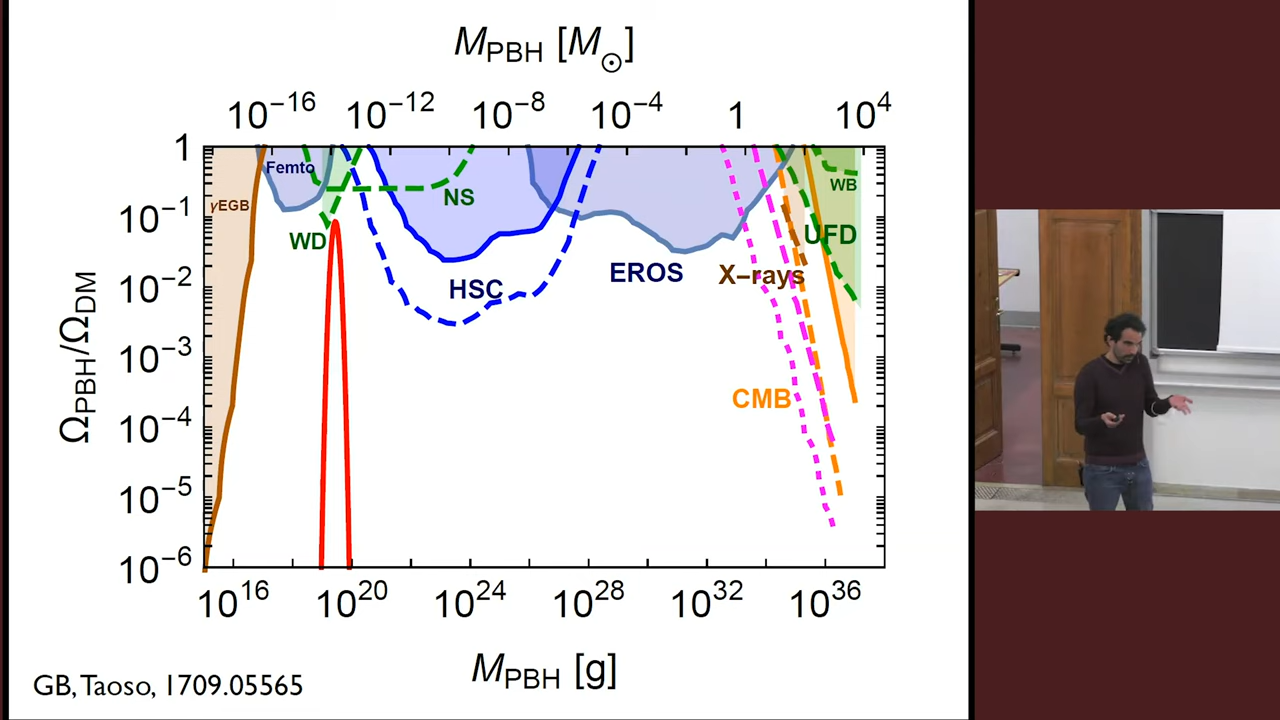 M_PBH [M_⊙]
10^−16 10^−12 10^−8 10^−4 1 10^4
Ω_PBH/Ω_DM
1
10^−1
10^−2
10^−3
10^−4
10^−5
10^−6
Femto
γEGB
WD
NS
HSC
EROS
X−rays
CMB
UFD
WB
10^16 10^20 10^24 10^28 10^32 10^36
M_PBH [g]
GB, Taoso, 1709.05565